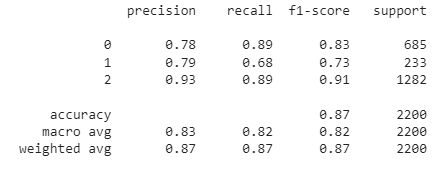 precision recall f1-score support
0 0.78 0.89 0.83 685
1 0.79 0.68 0.73 233
2 0.93 0.89 0.91 1282
accuracy 0.87 2200
macro avg 0.83 0.82 0.82 2200
weighted avg 0.87 0.87 0.87 2200